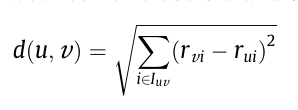 d(u, v) = √∑_{i∈I_{uv}}(r_{vi} − r_{ui})²